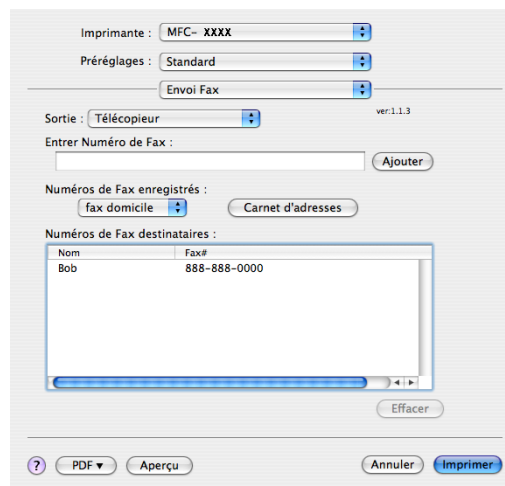 Imprimante : MFC- XXXX
Préréglages : Standard
Envoi Fax
Sortie : Télécopieur
ver:1.1.3
Entrer Numéro de Fax :
Ajouter
Numéros de Fax enregistrés :
fax domicile Carnet d'adresses
Numéros de Fax destinataires :
Nom Fax#
Bob 888-888-0000
Effacer
? PDF▼ Aperçu Annuler Imprimer